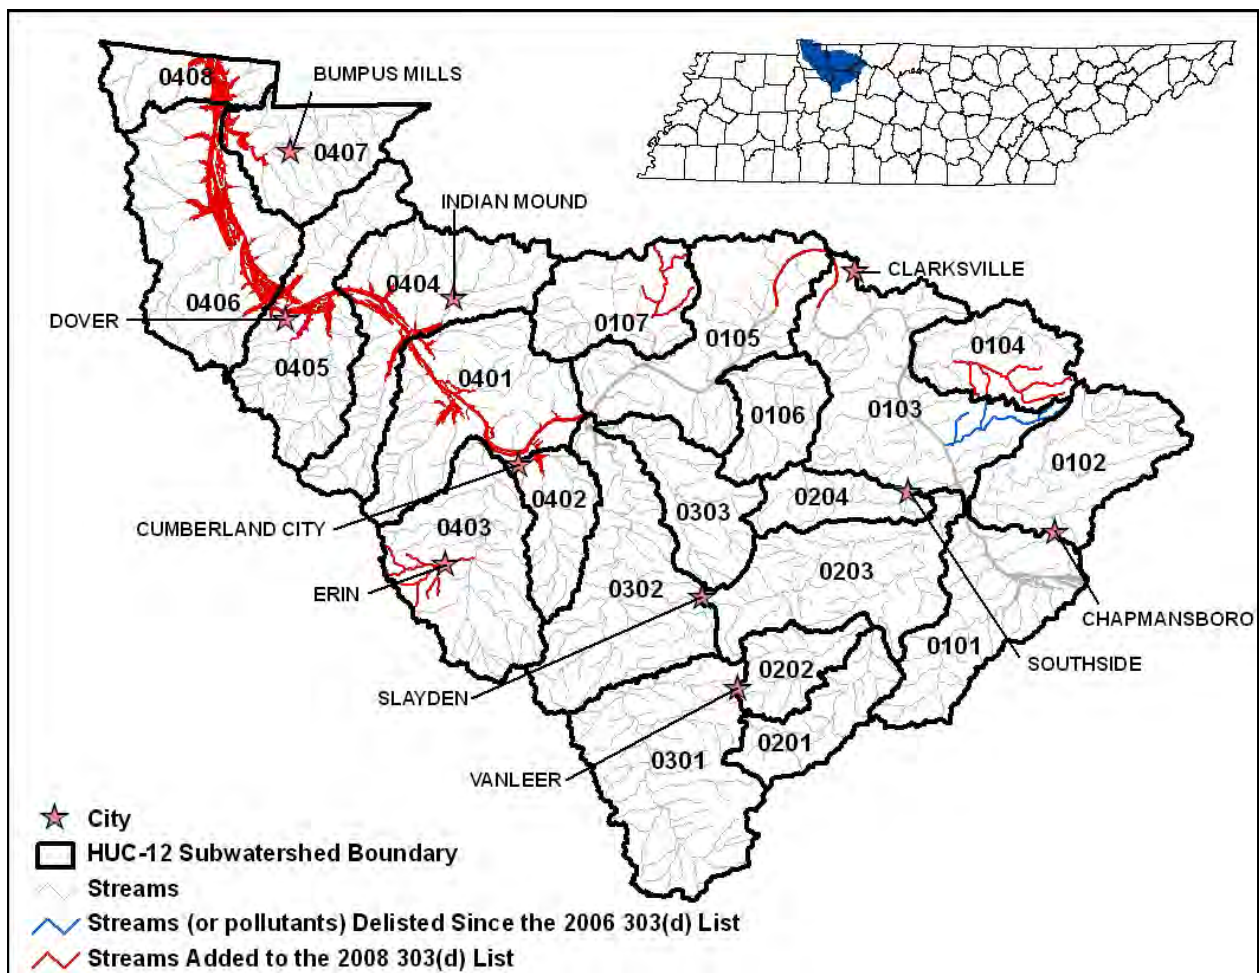 0408
BUMPUS MILLS
0407
INDIAN MOUND
0404
CLARKSVILLE
0406
DOVER
0107
0105
0104
0405
0401
0103
0106
0102
0402
0204
CUMBERLAND CITY
0403
0303
0203
ERIN
0302
CHAPMANSBORO
0101
SOUTHSIDE
0202
SLAYDEN
0201
0301
VANLEER
City
HUC-12 Subwatershed Boundary
Streams
Streams (or pollutants) Delisted Since the 2006 303(d) List
Streams Added to the 2008 303(d) List